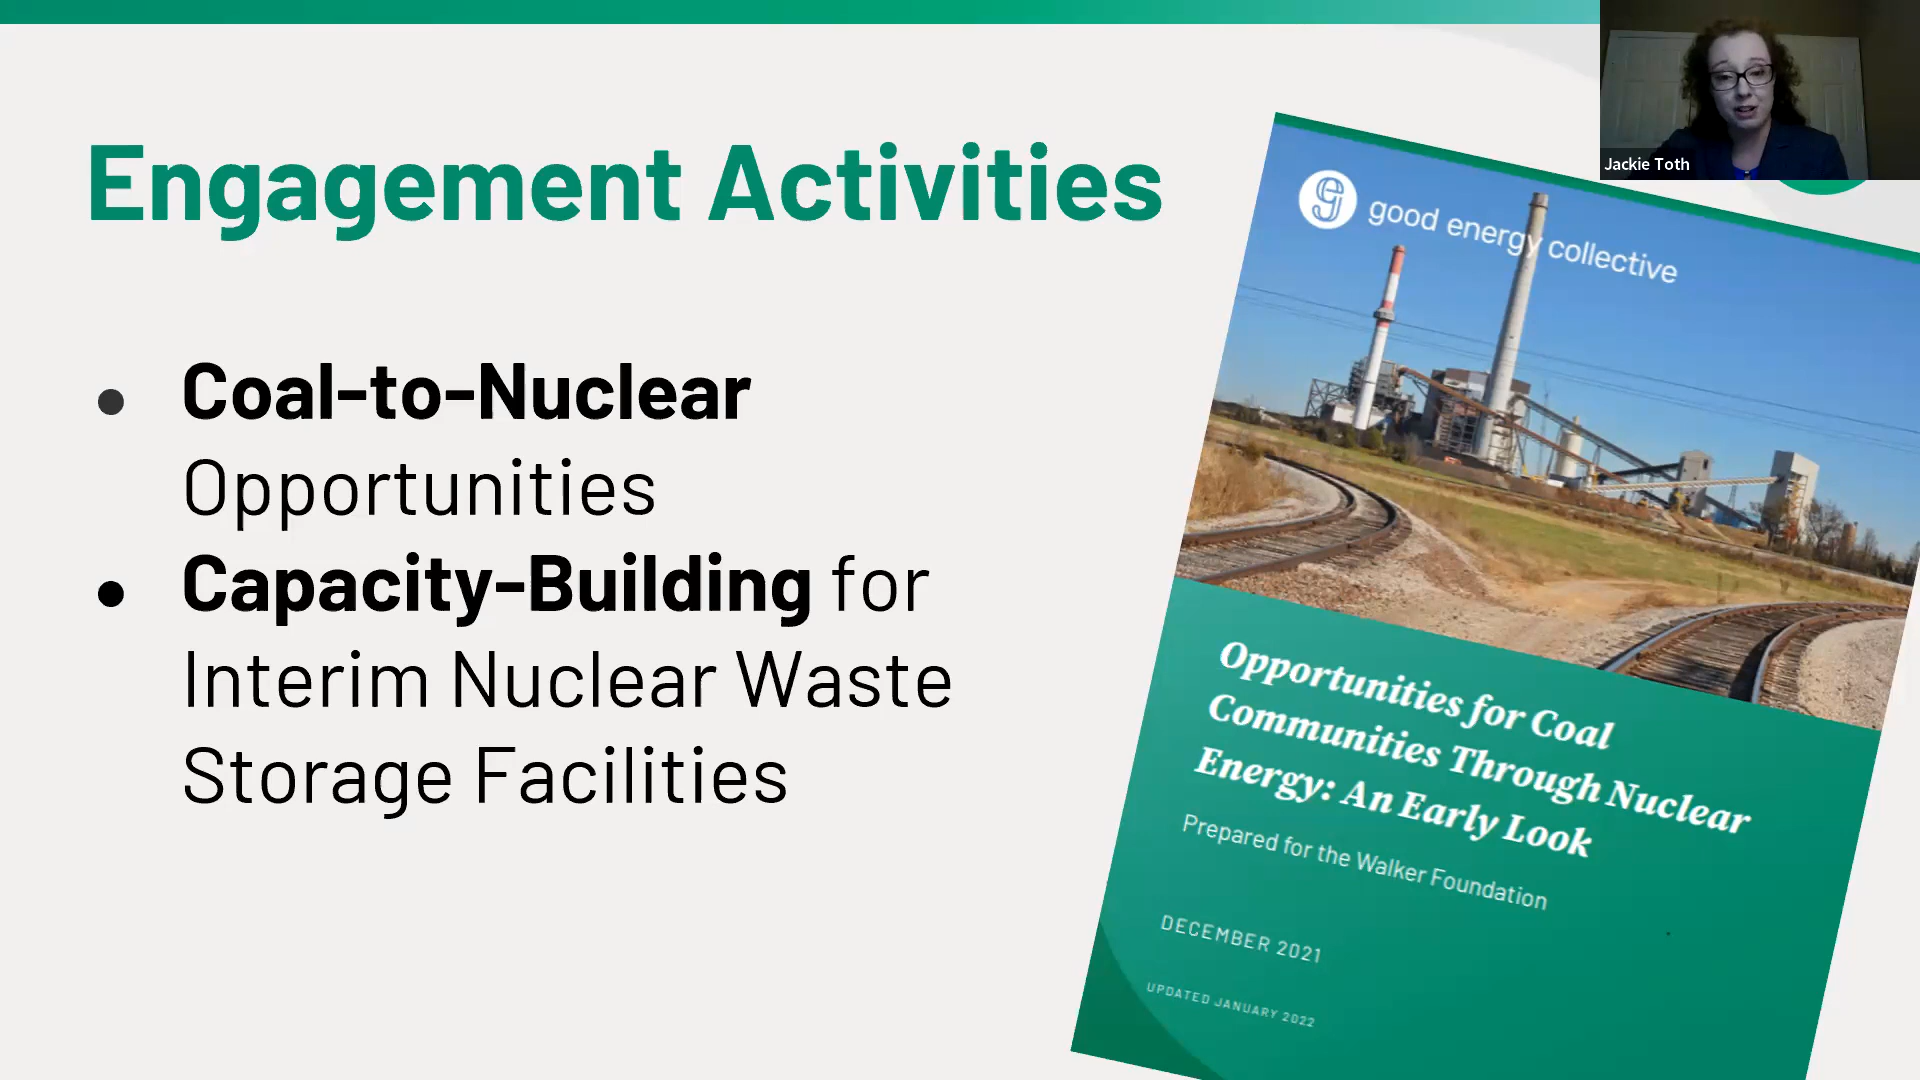 Engagement Activities
● Coal-to-Nuclear
Opportunities
● Capacity-Building for
Interim Nuclear Waste
Storage Facilities
Jackie Toth
good energy collective
Opportunities for Coal
Communities Through Nuclear
Energy: An Early Look
Prepared for the Walker Foundation
DECEMBER 2021
UPDATED JANUARY 2022